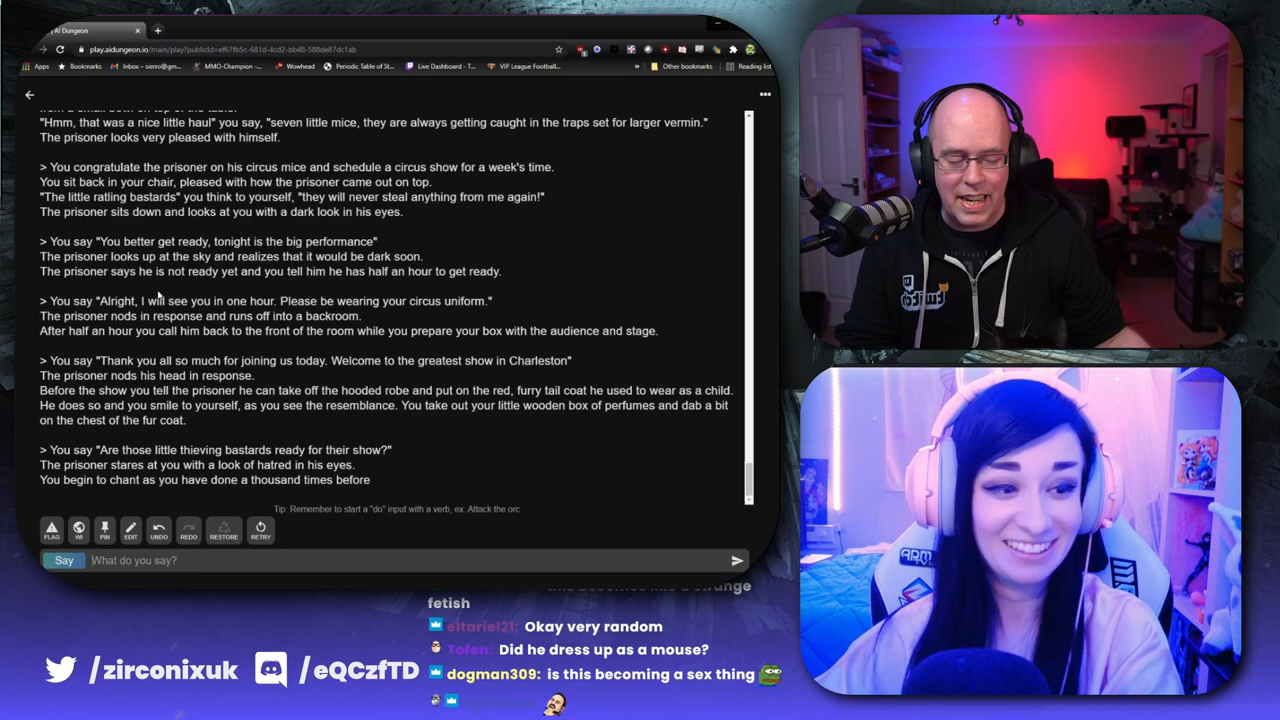 AI Dungeon
play.aidungeon.io/main/play?publicId=ef67fb5c-681d-4cd2-bb48-588de87dc1ab
Apps Bookmarks Inbox – sierro@gm... MMO-Champion -... Wowhead Periodic Table of St... Live Dashboard - T... VIP League Football... » Other bookmarks Reading list
"Hmm, that was a nice little haul" you say, "seven little mice, they are always getting caught in the traps set for larger vermin."
The prisoner looks very pleased with himself.
> You congratulate the prisoner on his circus mice and schedule a circus show for a week's time.
You sit back in your chair, pleased with how the prisoner came out on top.
"The little ratling bastards" you think to yourself, "they will never steal anything from me again!"
The prisoner sits down and looks at you with a dark look in his eyes.
> You say "You better get ready, tonight is the big performance"
The prisoner looks up at the sky and realizes that it would be dark soon.
The prisoner says he is not ready yet and you tell him he has half an hour to get ready.
> You say "Alright, I will see you in one hour. Please be wearing your circus uniform."
The prisoner nods in response and runs off into a backroom.
After half an hour you call him back to the front of the room while you prepare your box with the audience and stage.
> You say "Thank you all so much for joining us today. Welcome to the greatest show in Charleston"
The prisoner nods his head in response.
Before the show you tell the prisoner he can take off the hooded robe and put on the red, furry tail coat he used to wear as a child.
He does so and you smile to yourself, as you see the resemblance. You take out your little wooden box of perfumes and dab a bit
on the chest of the fur coat.
> You say "Are those little thieving bastards ready for their show?"
The prisoner stares at you with a look of hatred in his eyes.
You begin to chant as you have done a thousand times before
Tip: Remember to start a "do" input with a verb, ex: Attack the orc
FLAG WI PIN EDIT UNDO REDO RESTORE RETRY
Say What do you say?
fetish
eltariel21: Okay very random
Tofen: Did he dress up as a mouse?
dogman309: is this becoming a sex thing
/zirconixuk /eQCzfTD